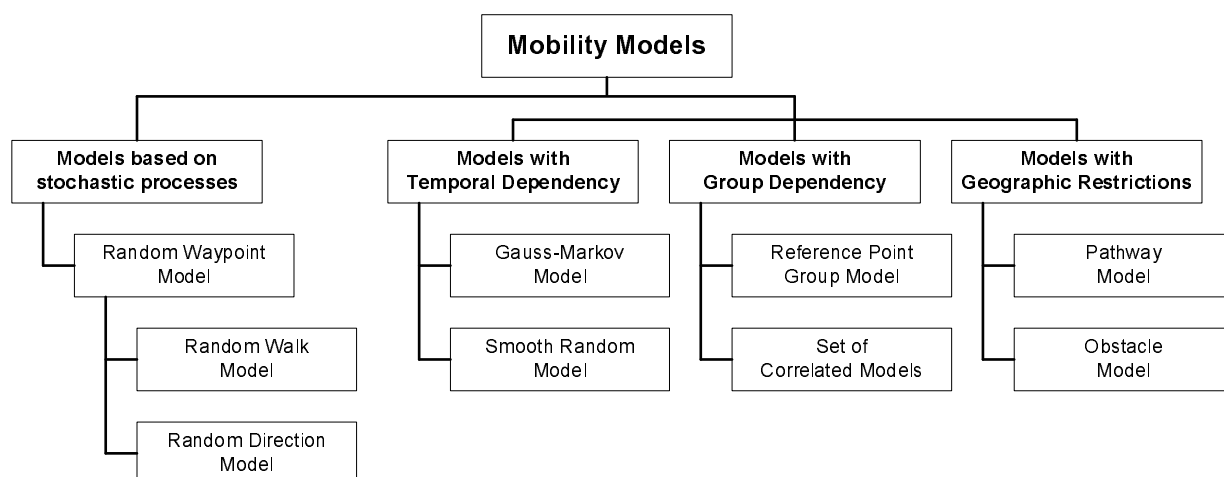 Mobility Models
Models based on
stochastic processes
Models with
Temporal Dependency
Models with
Group Dependency
Models with
Geographic Restrictions
Random Waypoint
Model
Gauss-Markov
Model
Reference Point
Group Model
Pathway
Model
Random Walk
Model
Smooth Random
Model
Set of
Correlated Models
Obstacle
Model
Random Direction
Model